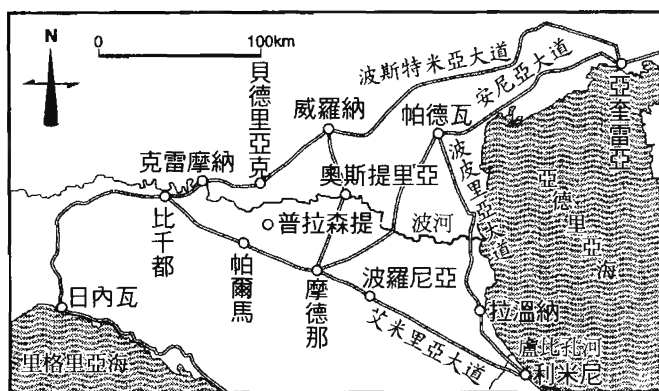 N
0
100km
貝德里亞克
波斯特米亞大道
安尼亞大道
亞奎雷亞
威羅納
帕德瓦
克雷摩納
奧斯提里亞
波皮里亞大道
亞德里亞海
比千都
普拉森提
波河
帕爾馬
摩德那
波羅尼亞
日內瓦
拉溫納
艾米里亞大道
盧比孔河
里格里亞海
利米尼